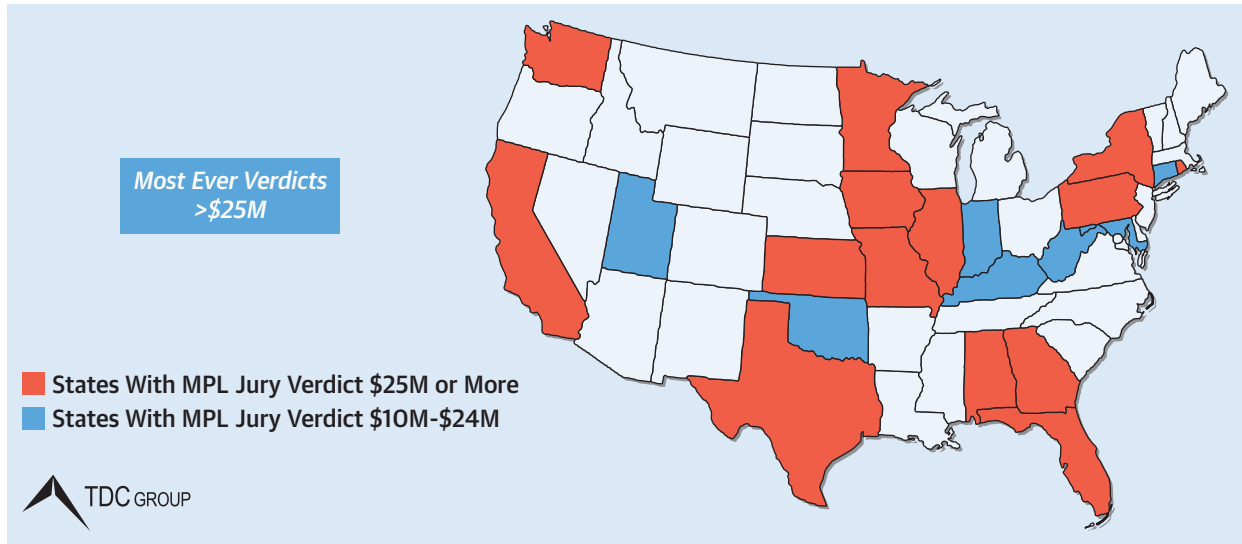 Most Ever Verdicts
>$25M
States With MPL Jury Verdict $25M or More
States With MPL Jury Verdict $10M-$24M
TDC GROUP